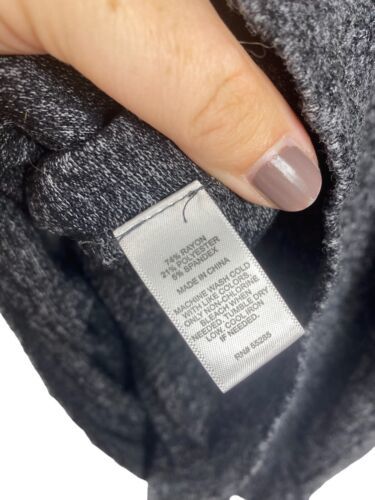 74% RAYON
21% POLYESTER
5% SPANDEX
MADE IN CHINA
MACHINE WASH COLD
WITH LIKE COLORS,
ONLY NON-CHLORINE
BLEACH WHEN
NEEDED, TUMBLE DRY
LOW, COOL IRON
IF NEEDED.
RN# 55285